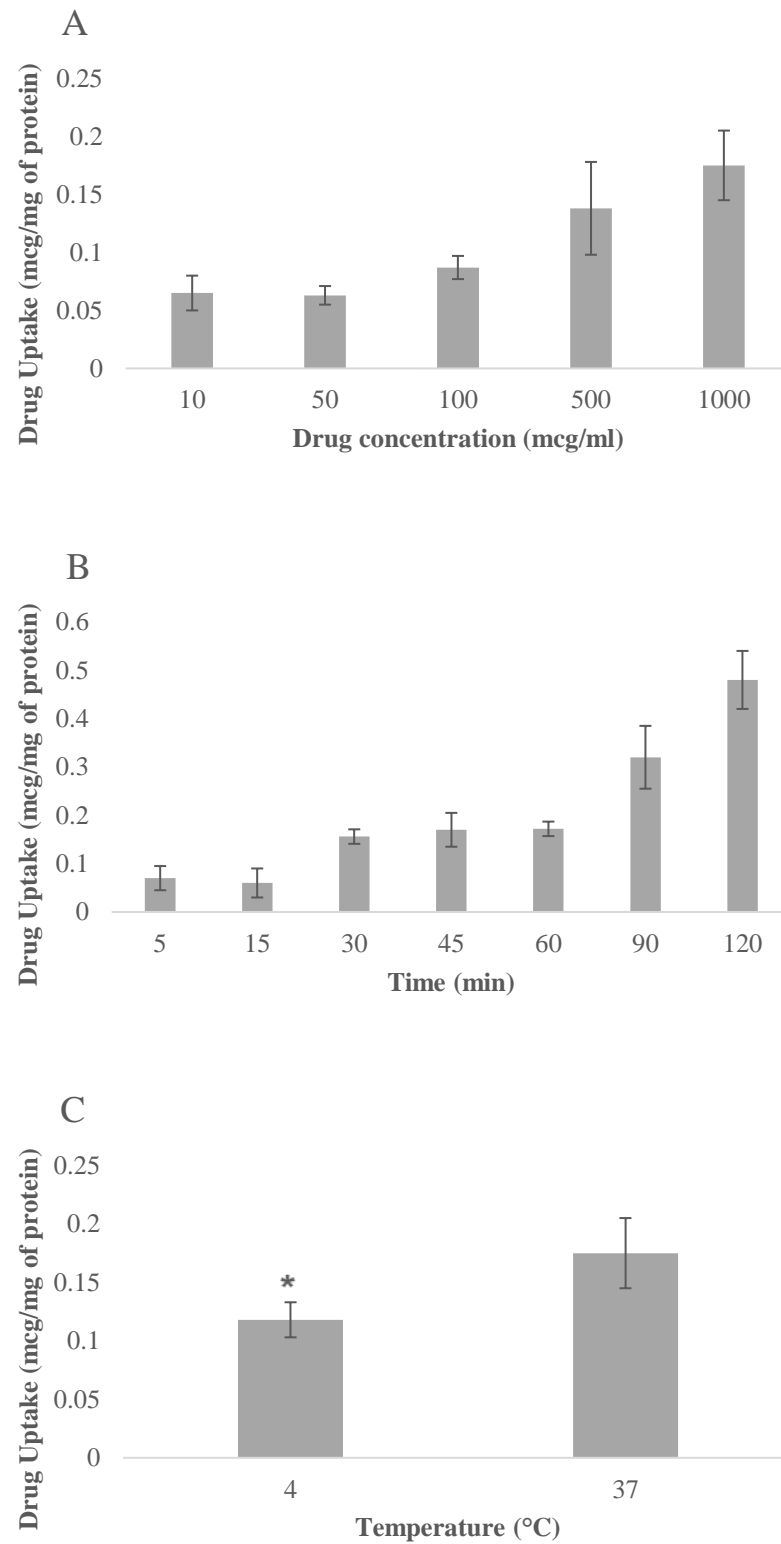 A
Drug Uptake (mcg/mg of protein)
0.25
0.2
0.15
0.1
0.05
0
10 50 100 500 1000
Drug concentration (mcg/ml)
B
Drug Uptake (mcg/mg of protein)
0.6
0.5
0.4
0.3
0.2
0.1
0
5 15 30 45 60 90 120
Time (min)
C
Drug Uptake (mcg/mg of protein)
0.25
0.2
0.15
0.1
0.05
0
*
4 37
Temperature (°C)